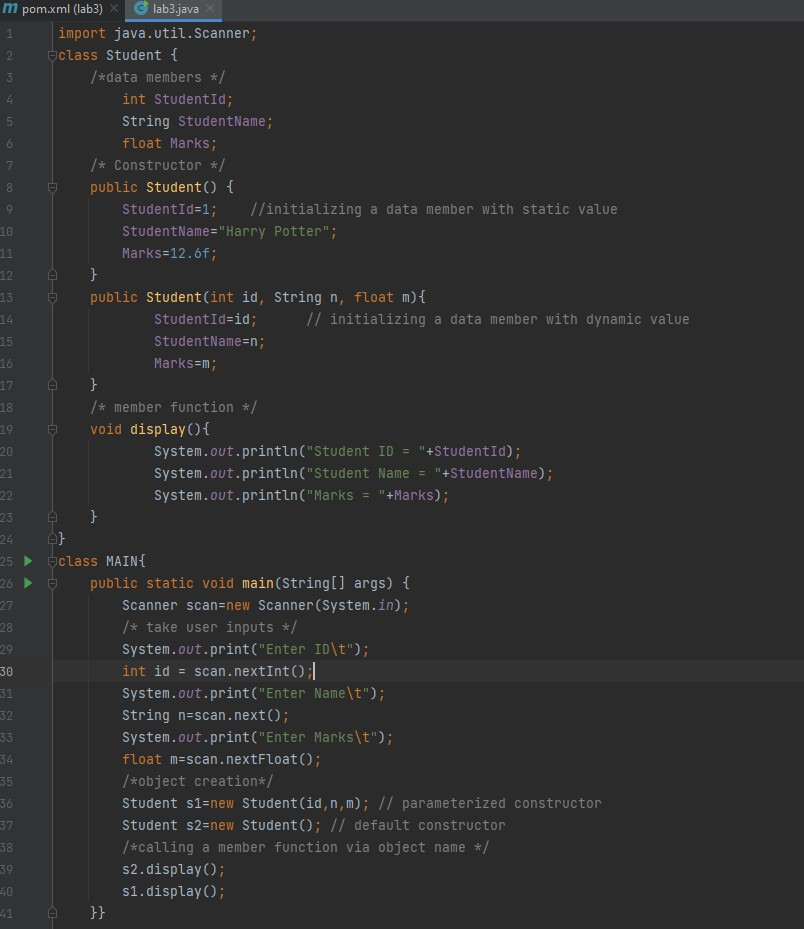 m pom.xml (lab3) × lab3.java ×
1 import java.util.Scanner;
2 class Student {
3 /*data members */
4 int StudentId;
5 String StudentName;
6 float Marks;
7 /* Constructor */
8 public Student() {
9 StudentId=1; //initializing a data member with static value
10 StudentName="Harry Potter";
11 Marks=12.6f;
12 }
13 public Student(int id, String n, float m){
14 StudentId=id; // initializing a data member with dynamic value
15 StudentName=n;
16 Marks=m;
17 }
18 /* member function */
19 void display(){
20 System.out.println("Student ID = "+StudentId);
21 System.out.println("Student Name = "+StudentName);
22 System.out.println("Marks = "+Marks);
23 }
24 }
25 class MAIN{
26 public static void main(String[] args) {
27 Scanner scan=new Scanner(System.in);
28 /* take user inputs */
29 System.out.print("Enter ID\t");
30 int id = scan.nextInt();
31 System.out.print("Enter Name\t");
32 String n=scan.next();
33 System.out.print("Enter Marks\t");
34 float m=scan.nextFloat();
35 /*object creation*/
36 Student s1=new Student(id,n,m); // parameterized constructor
37 Student s2=new Student(); // default constructor
38 /*calling a member function via object name */
39 s2.display();
40 s1.display();
41 }}